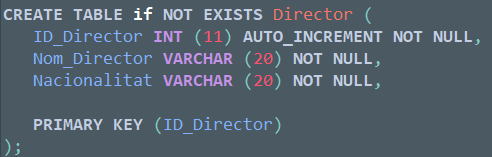 CREATE TABLE if NOT EXISTS Director (
ID_Director INT (11) AUTO_INCREMENT NOT NULL,
Nom_Director VARCHAR (20) NOT NULL,
Nacionalitat VARCHAR (20) NOT NULL,
PRIMARY KEY (ID_Director)
);